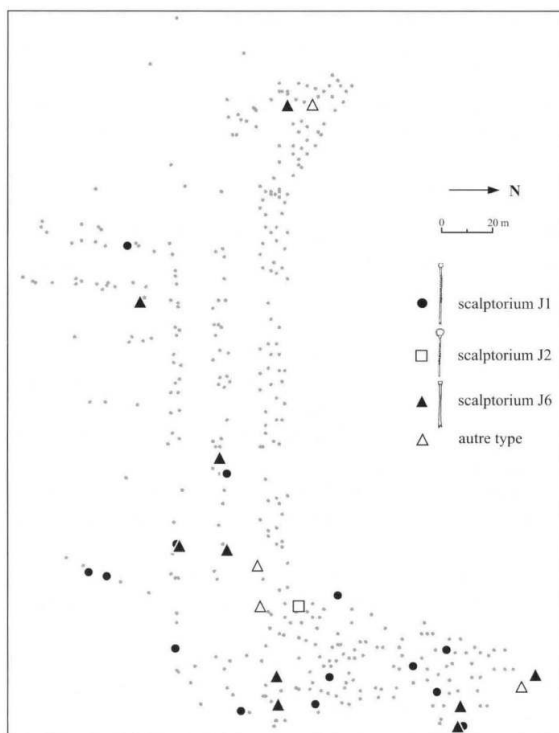 N
0 20 m
scalptorium J1
scalptorium J2
scalptorium J6
autre type